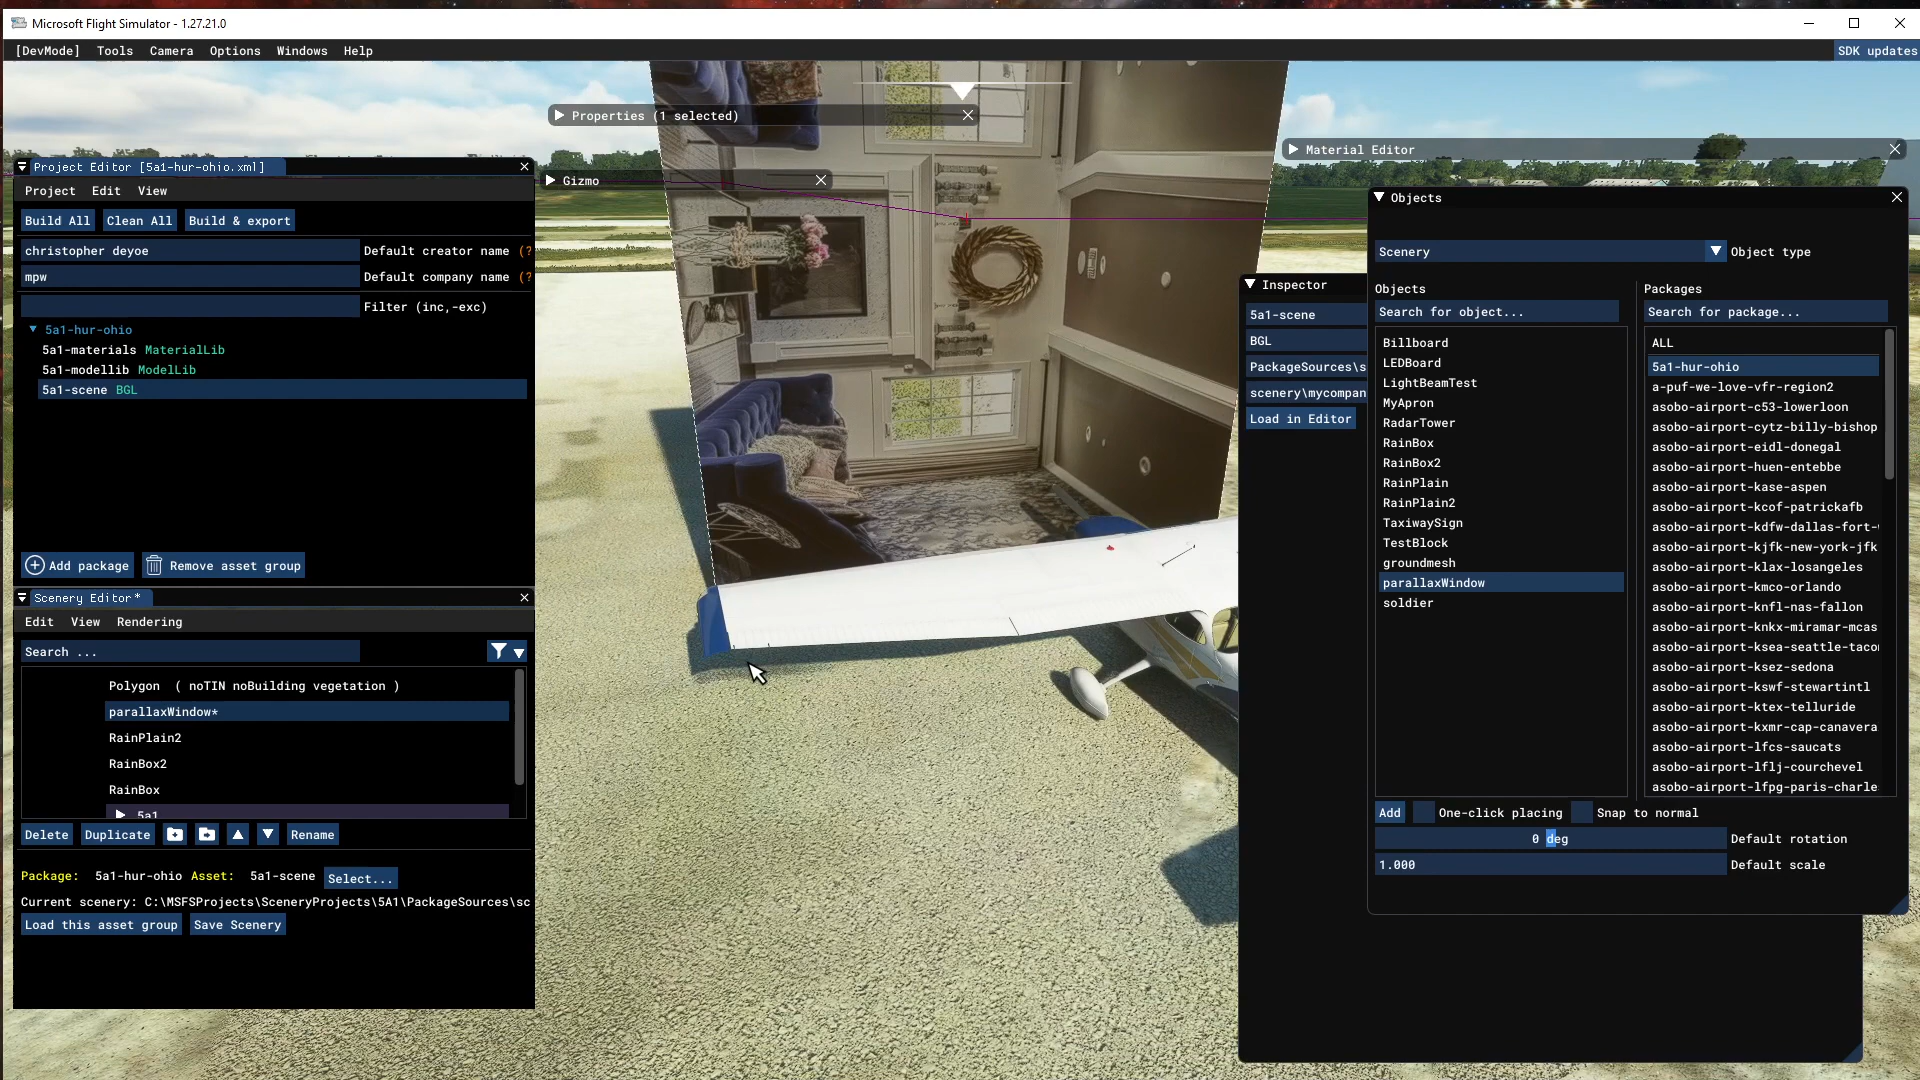 Microsoft Flight Simulator - 1.27.21.0
[DevMode] Tools Camera Options Windows Help
SDK updates
Properties (1 selected)
Material Editor
Gizmo
Project Editor [5a1-hur-ohio.xml]
Project Edit View
Build All Clean All Build & export
christopher deyoe Default creator name (?
mpw Default company name (?
Filter (inc,-exc)
5a1-hur-ohio
5a1-materials MaterialLib
5a1-modellib ModelLib
5a1-scene BGL
Add package Remove asset group
Scenery Editor*
Edit View Rendering
Search ...
Polygon ( noTIN noBuilding vegetation )
parallaxWindow*
RainPlain2
RainBox2
RainBox
5a1
Delete Duplicate Rename
Package: 5a1-hur-ohio Asset: 5a1-scene Select...
Current scenery: C:\MSFSProjects\SceneryProjects\5A1\PackageSources\sc
Load this asset group Save Scenery
Inspector
5a1-scene
BGL
PackageSources\s
scenery\mycompan
Load in Editor
Objects
Scenery Object type
Objects
Search for object...
Billboard
LEDBoard
LightBeamTest
MyApron
RadarTower
RainBox
RainBox2
RainPlain
RainPlain2
TaxiwaySign
TestBlock
groundmesh
parallaxWindow
soldier
Packages
Search for package...
ALL
5a1-hur-ohio
a-puf-we-love-vfr-region2
asobo-airport-c53-lowerloon
asobo-airport-cytz-billy-bishop
asobo-airport-eidl-donegal
asobo-airport-huen-entebbe
asobo-airport-kase-aspen
asobo-airport-kcof-patrickafb
asobo-airport-kdfw-dallas-fort-
asobo-airport-kjfk-new-york-jfk
asobo-airport-klax-losangeles
asobo-airport-kmco-orlando
asobo-airport-knfl-nas-fallon
asobo-airport-knkx-miramar-mcas
asobo-airport-ksea-seattle-taco
asobo-airport-ksez-sedona
asobo-airport-kswf-stewartintl
asobo-airport-ktex-telluride
asobo-airport-kxmr-cap-canavera
asobo-airport-lfcs-saucats
asobo-airport-lflj-courchevel
asobo-airport-lfpg-paris-charle
Add One-click placing Snap to normal
0 deg Default rotation
1.000 Default scale